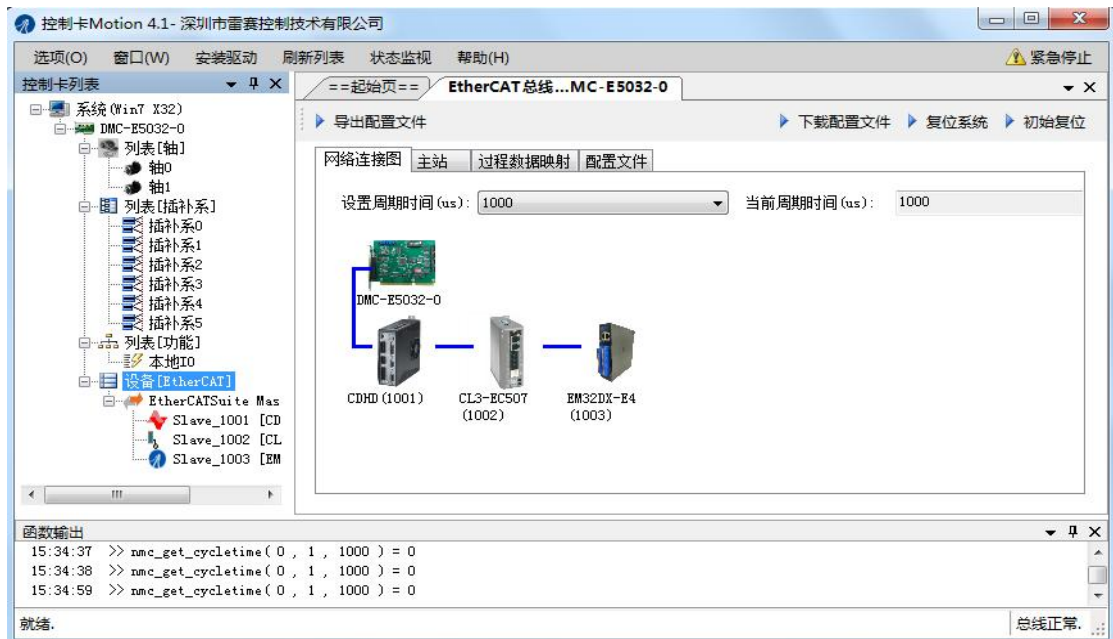 控制卡Motion 4.1- 深圳市雷赛控制技术有限公司
选项(O) 窗口(W) 安装驱动 刷新列表 状态监视 帮助(H) 紧急停止
控制卡列表
系统(Win7 X32)
DMC-E5032-0
列表[轴]
轴0
轴1
列表[插补系]
插补系0
插补系1
插补系2
插补系3
插补系4
插补系5
列表[功能]
本地IO
设备[EtherCAT]
EtherCATSuite Mas
Slave_1001 [CD
Slave_1002 [CL
Slave_1003 [EM
==起始页== EtherCAT总线...MC-E5032-0
导出配置文件 下载配置文件 复位系统 初始复位
网络连接图 主站 过程数据映射 配置文件
设置周期时间(us): 1000 当前周期时间(us): 1000
DMC-E5032-0
CDHD(1001) CL3-EC507 EM32DX-E4
(1002) (1003)
函数输出
15:34:37 >> nmc_get_cycletime( 0 , 1 , 1000 ) = 0
15:34:38 >> nmc_get_cycletime( 0 , 1 , 1000 ) = 0
15:34:59 >> nmc_get_cycletime( 0 , 1 , 1000 ) = 0
就绪. 总线正常.